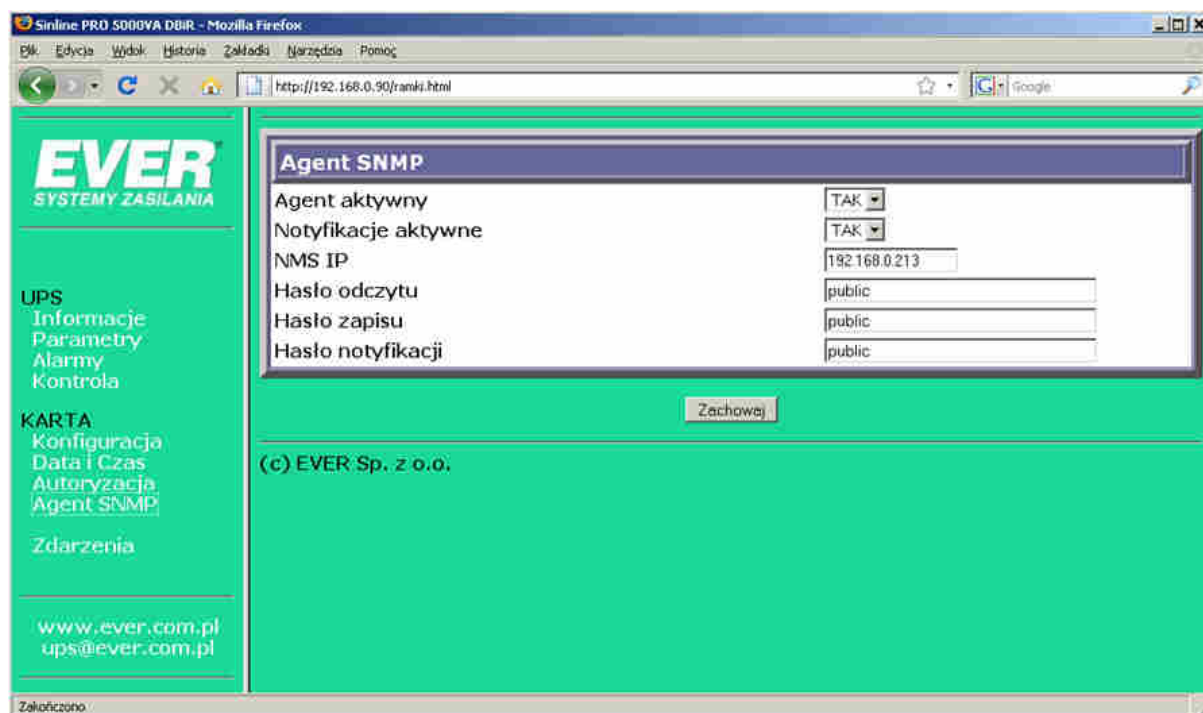 Sinline PRO 5000VA DBiR - Mozilla Firefox
Plik Edycja Widok Historia Zakładki Narzędzia Pomoc
http://192.168.0.90/ramki.html
Google
EVER
SYSTEMY ZASILANIA
UPS
Informacje
Parametry
Alarmy
Kontrola
KARTA
Konfiguracja
Data i Czas
Autoryzacja
Agent SNMP
Zdarzenia
www.ever.com.pl
ups@ever.com.pl
Agent SNMP
Agent aktywny TAK
Notyfikacje aktywne TAK
NMS IP 192.168.0.213
Hasło odczytu public
Hasło zapisu public
Hasło notyfikacji public
Zachowaj
(c) EVER Sp. z o.o.
Zakończono